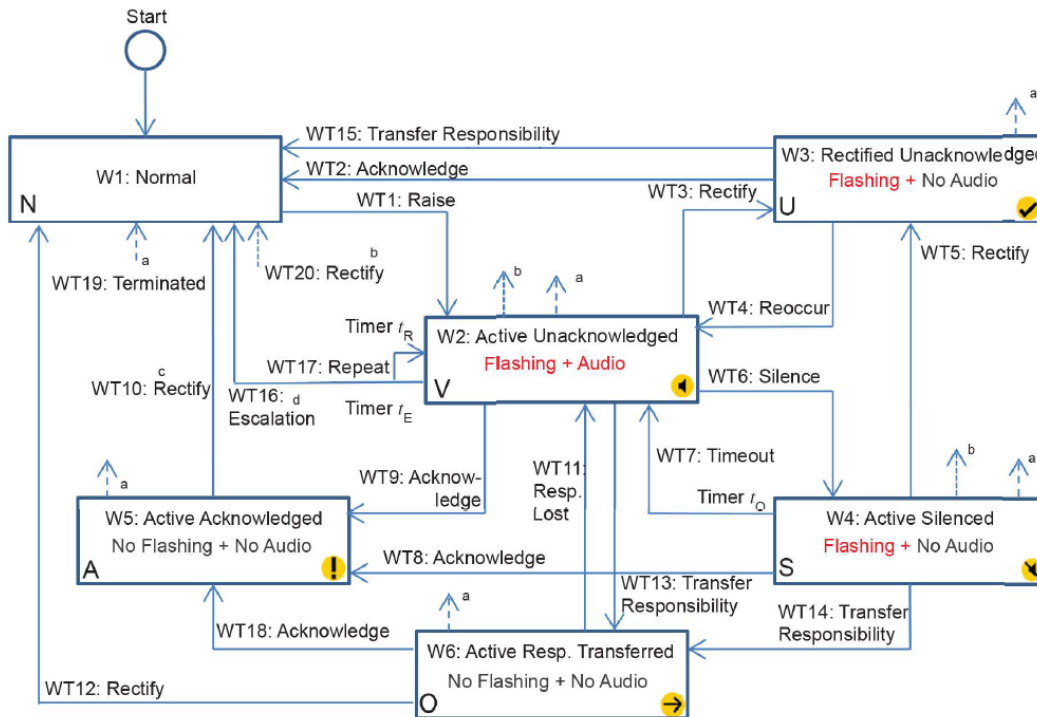 Start
W1: Normal
N
WT15: Transfer Responsibility
WT2: Acknowledge
WT1: Raise
a
W3: Rectified Unacknowledged
Flashing + No Audio
U
WT3: Rectify
WT5: Rectify
WT4: Reoccur
a
WT19: Terminated
b
WT20: Rectify
b
a
Timer tR
W2: Active Unacknowledged
Flashing + Audio
V
WT17: Repeat
c
WT10: Rectify
WT16: d
Escalation
Timer tE
WT6: Silence
WT9: Acknow-
ledge
WT11:
Resp.
Lost
WT7: Timeout
Timer tO
b
a
W4: Active Silenced
Flashing + No Audio
S
a
W5: Active Acknowledged
No Flashing + No Audio
A
!
WT8: Acknowledge
WT13: Transfer
Responsibility
WT14: Transfer
Responsibility
WT18: Acknowledge
a
W6: Active Resp. Transferred
No Flashing + No Audio
O
WT12: Rectify